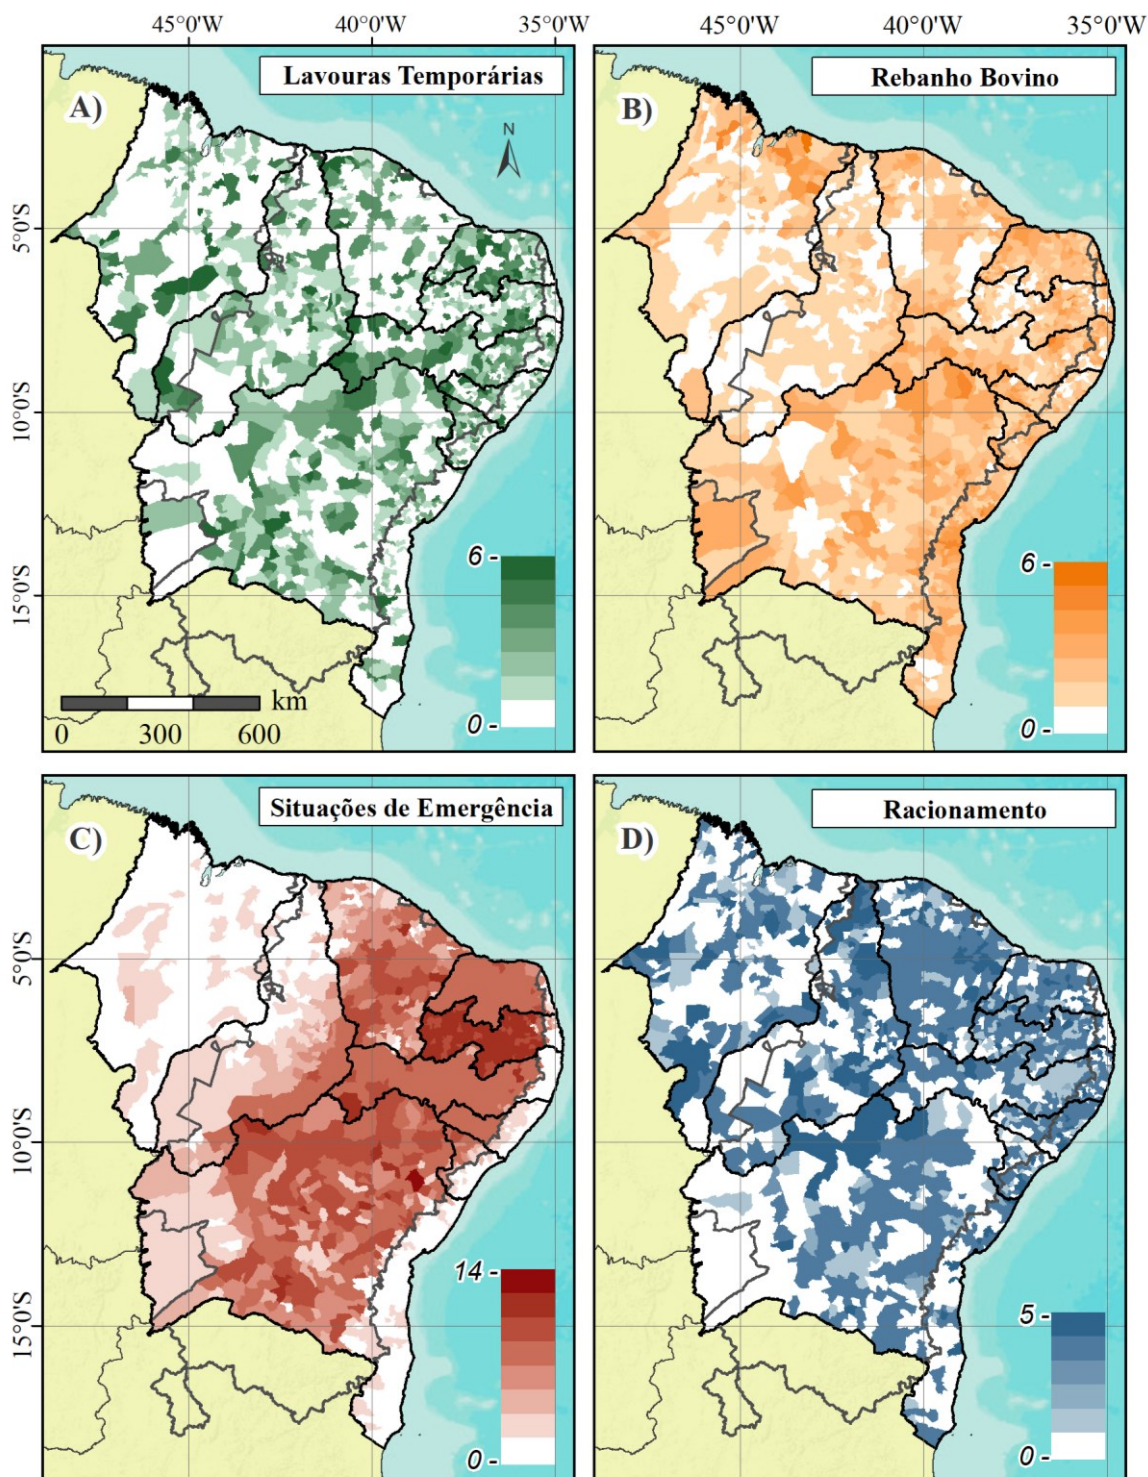 45°0'W 40°0'W 35°0'W
45°0'W 40°0'W 35°0'W
Lavouras Temporárias
A)
N
5°0'S
10°0'S
15°0'S
6 -
0 -
km
0 300 600
Rebanho Bovino
B)
6 -
0 -
Situações de Emergência
C)
5°0'S
10°0'S
15°0'S
14 -
0 -
Racionamento
D)
5 -
0 -